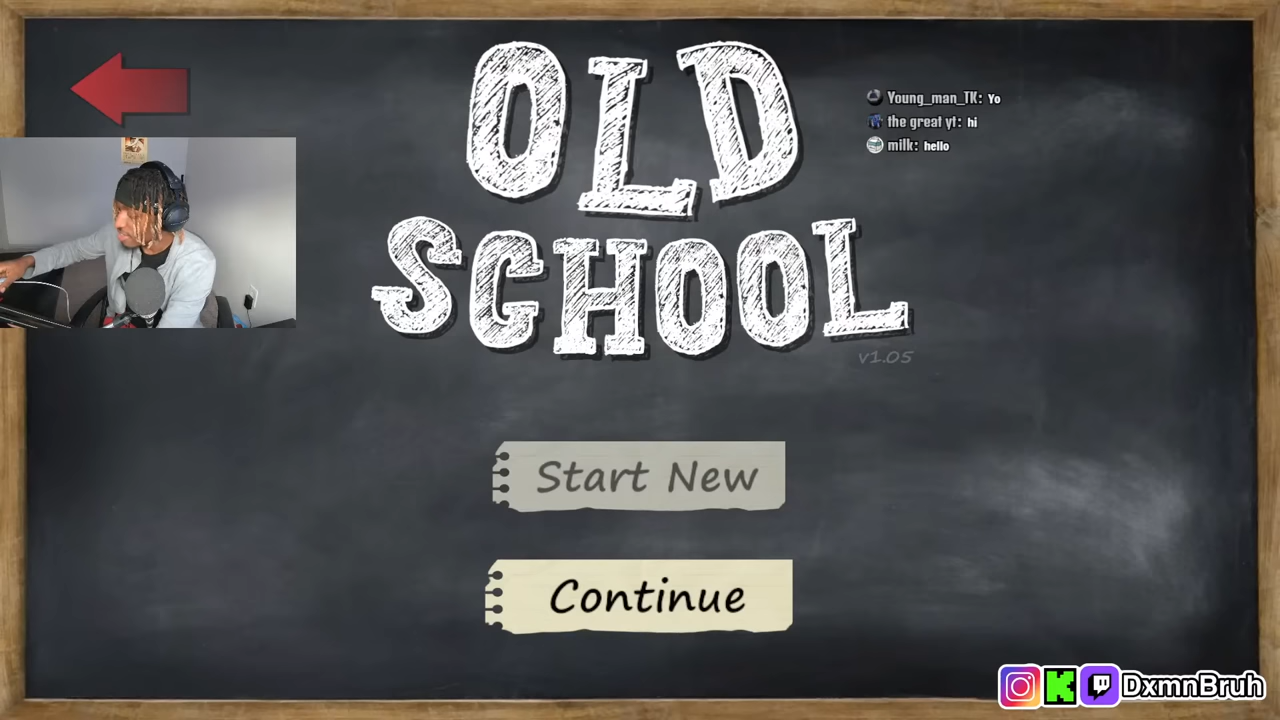 OLD
SCHOOL
v1.05
Young_man_TK: Yo
the great yt: hi
milk: hello
Start New
Continue
DxmnBruh